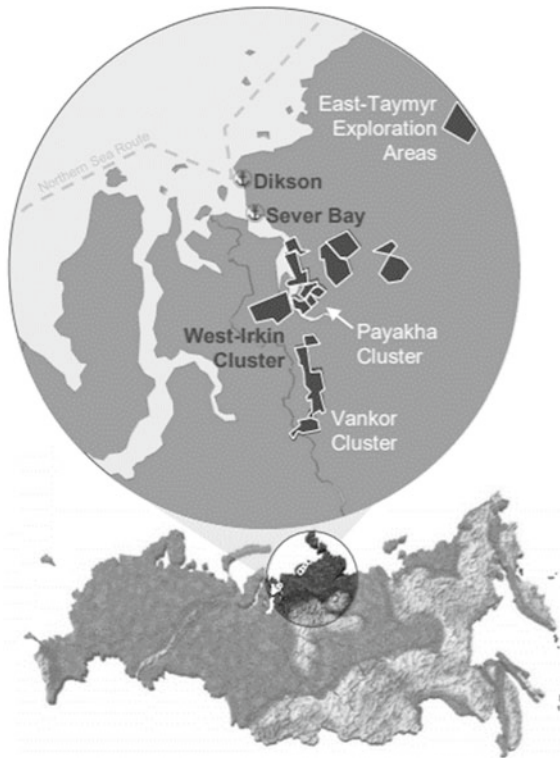 East-Taymyr
Exploration
Areas
Northern Sea Route
Dikson
Sever Bay
West-Irkin
Cluster
Payakha
Cluster
Vankor
Cluster